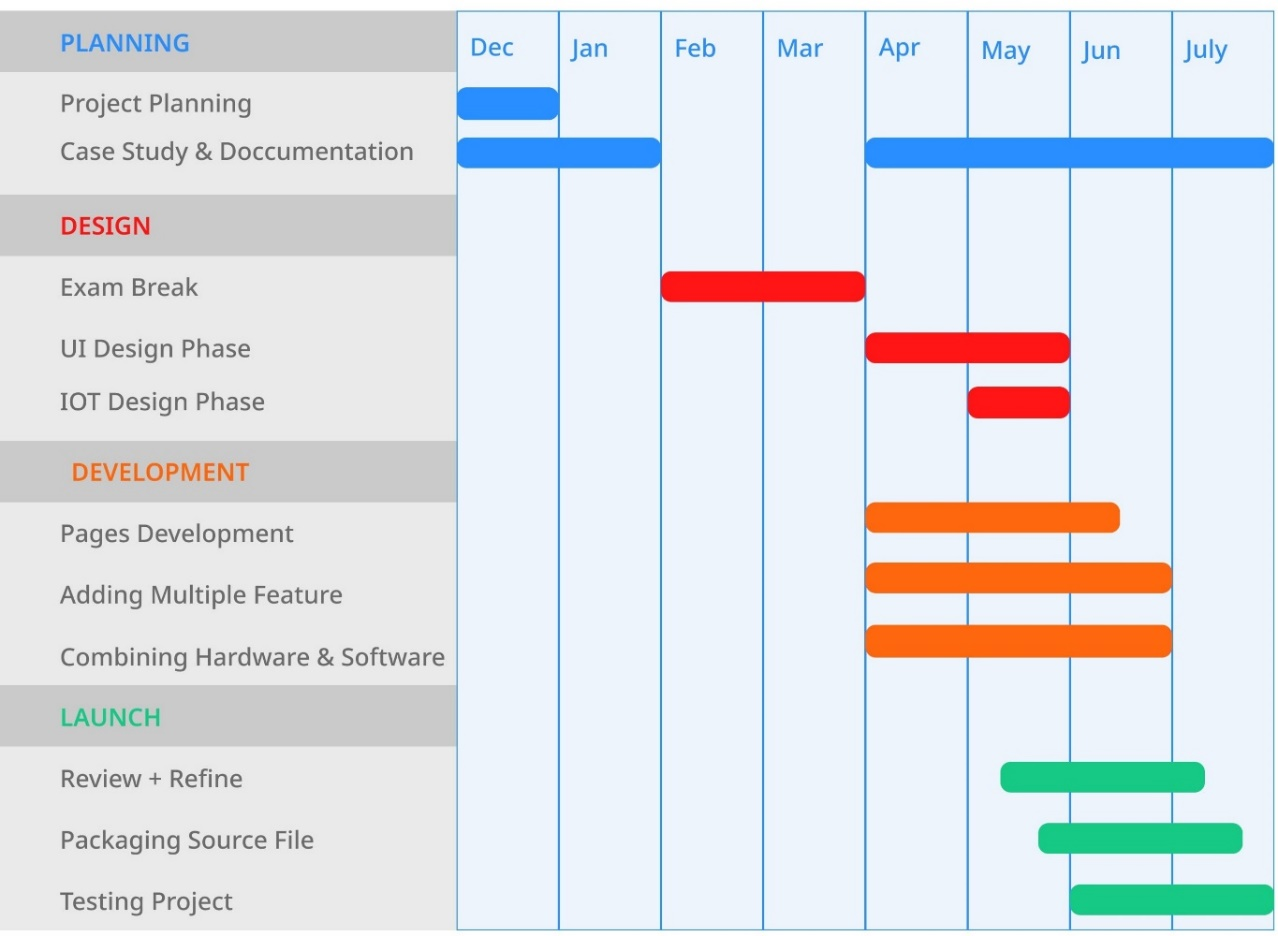 PLANNING
Dec Jan Feb Mar Apr May Jun July
Project Planning
Case Study & Doccumentation
DESIGN
Exam Break
UI Design Phase
IOT Design Phase
DEVELOPMENT
Pages Development
Adding Multiple Feature
Combining Hardware & Software
LAUNCH
Review + Refine
Packaging Source File
Testing Project